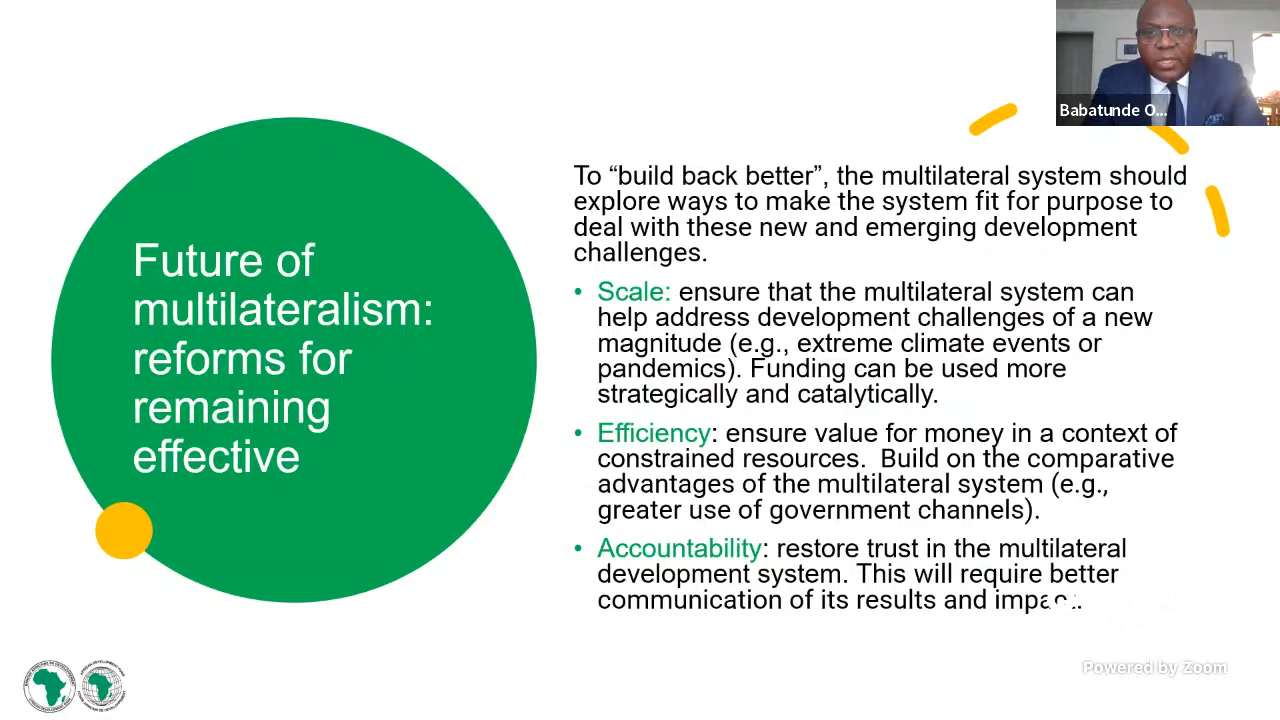 Babatunde O...
Future of
multilateralism:
reforms for
remaining
effective
To “build back better”, the multilateral system should
explore ways to make the system fit for purpose to
deal with these new and emerging development
challenges.
• Scale: ensure that the multilateral system can
help address development challenges of a new
magnitude (e.g., extreme climate events or
pandemics). Funding can be used more
strategically and catalytically.
• Efficiency: ensure value for money in a context of
constrained resources.  Build on the comparative
advantages of the multilateral system (e.g.,
greater use of government channels).
• Accountability: restore trust in the multilateral
development system. This will require better
communication of its results and impact.
Powered by Zoom